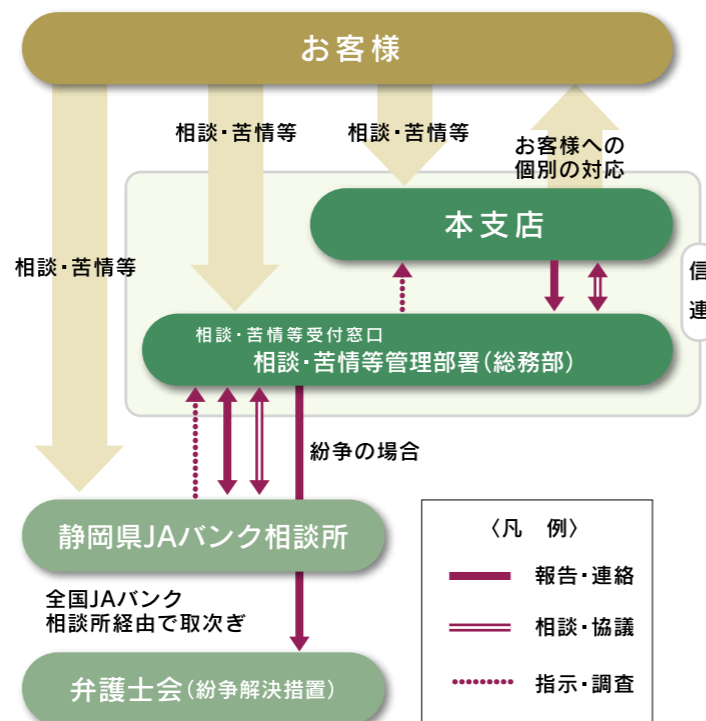 お客様
相談・苦情等
相談・苦情等
お客様への
個別の対応
相談・苦情等
本支店
信
連
相談・苦情等受付窓口
相談・苦情等管理部署(総務部)
紛争の場合
静岡県JAバンク相談所
全国JAバンク
相談所経由で取次ぎ
弁護士会(紛争解決措置)
〈凡 例〉
報告・連絡
相談・協議
指示・調査